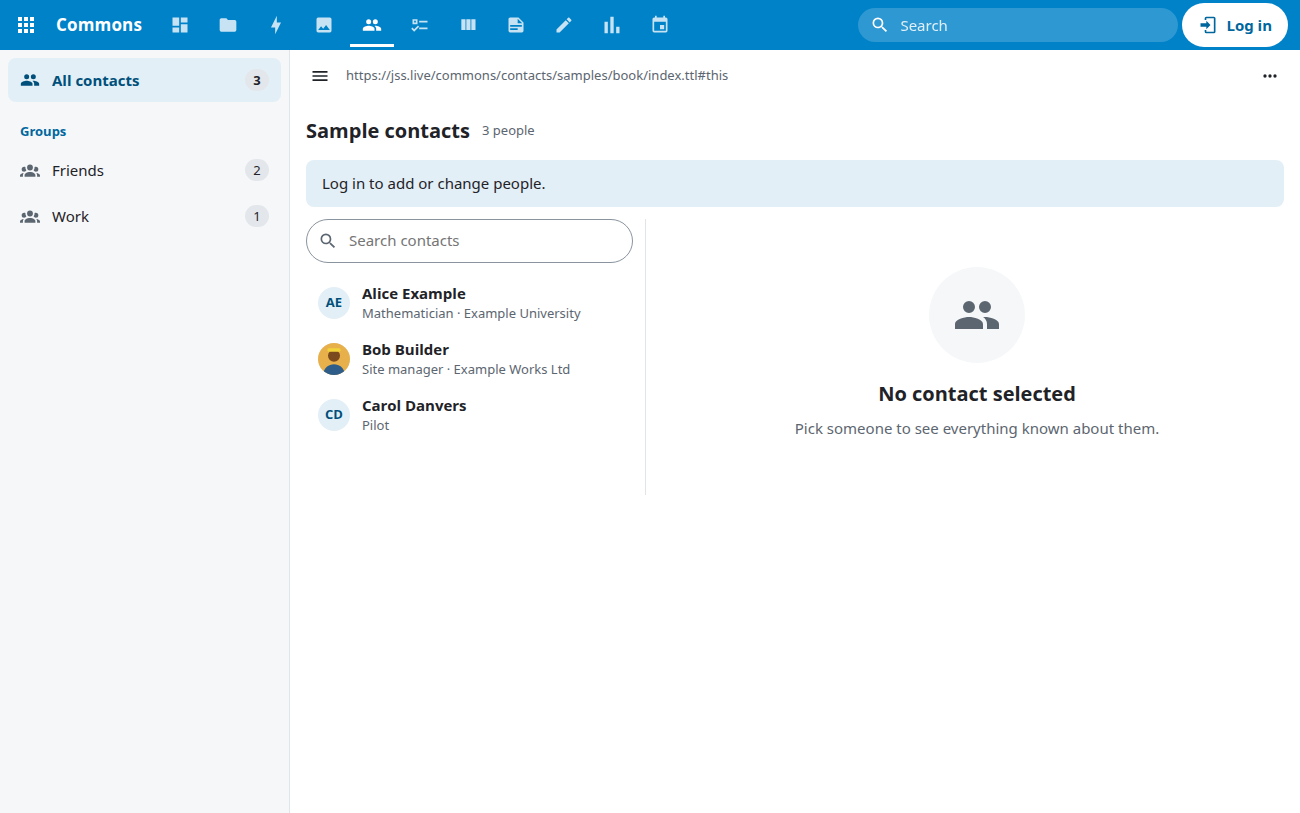 Commons
Search
Log in
All contacts
3
Groups
Friends
2
Work
1
https://jss.live/commons/contacts/samples/book/index.ttl#this
Sample contacts
3 people
Log in to add or change people.
Search contacts
AE
Alice Example
Mathematician · Example University
Bob Builder
Site manager · Example Works Ltd
CD
Carol Danvers
Pilot
No contact selected
Pick someone to see everything known about them.